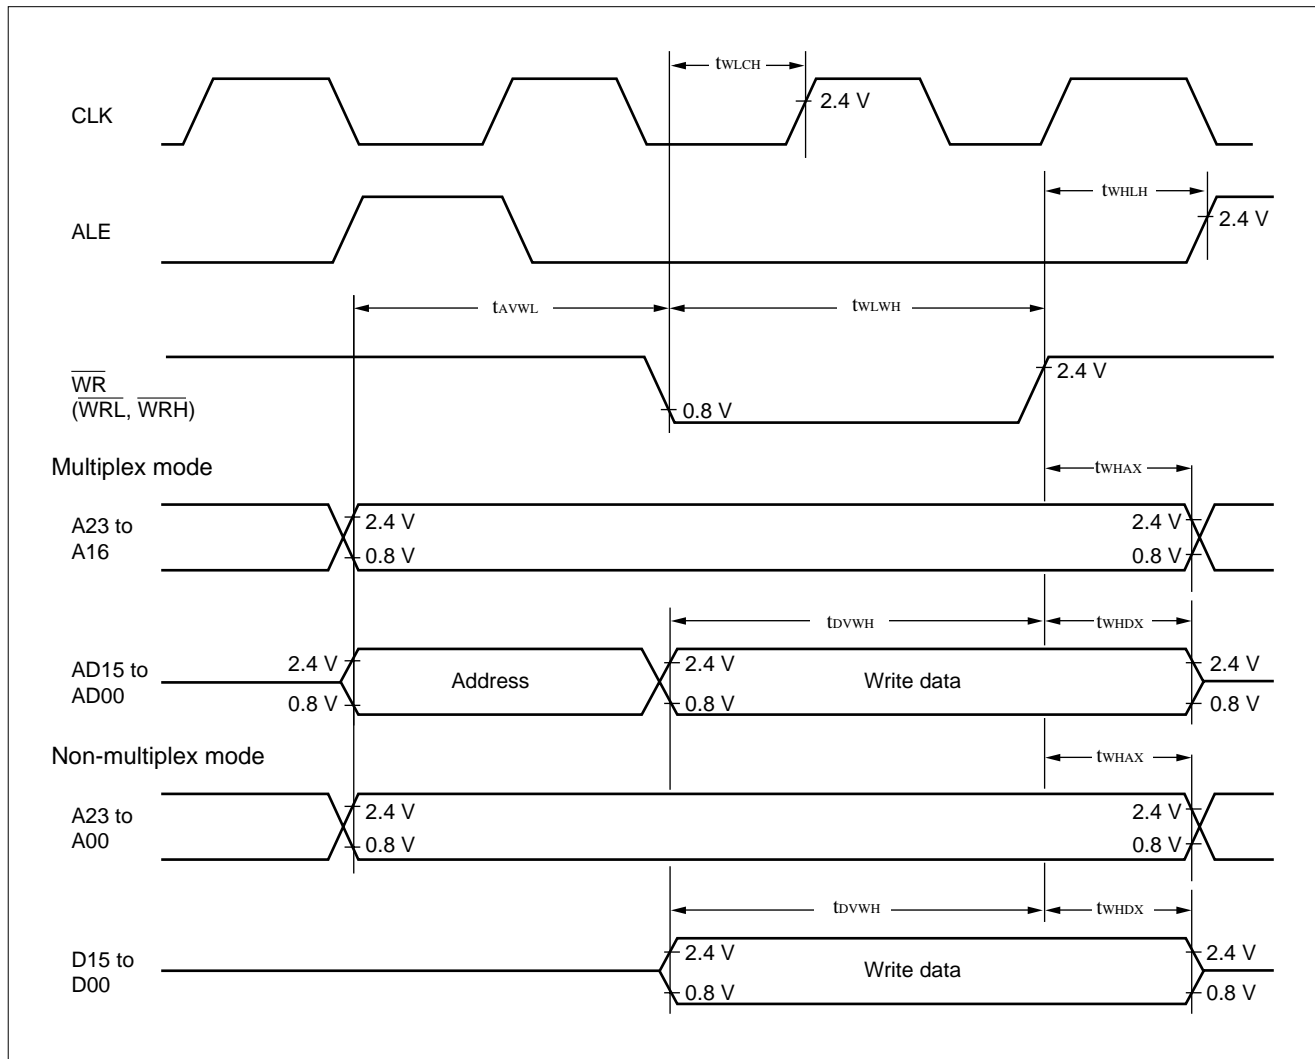 tWLCH
CLK
2.4 V
tWHLH
ALE
2.4 V
tAVWL
tWLWH
WR
(WRL, WRH)
2.4 V
0.8 V
Multiplex mode
tWHAX
A23 to
A16
2.4 V
0.8 V
2.4 V
0.8 V
tDVWH
tWHDX
AD15 to
AD00
2.4 V
0.8 V
Address
2.4 V
0.8 V
Write data
2.4 V
0.8 V
Non-multiplex mode
tWHAX
A23 to
A00
2.4 V
0.8 V
2.4 V
0.8 V
tDVWH
tWHDX
D15 to
D00
2.4 V
0.8 V
Write data
2.4 V
0.8 V